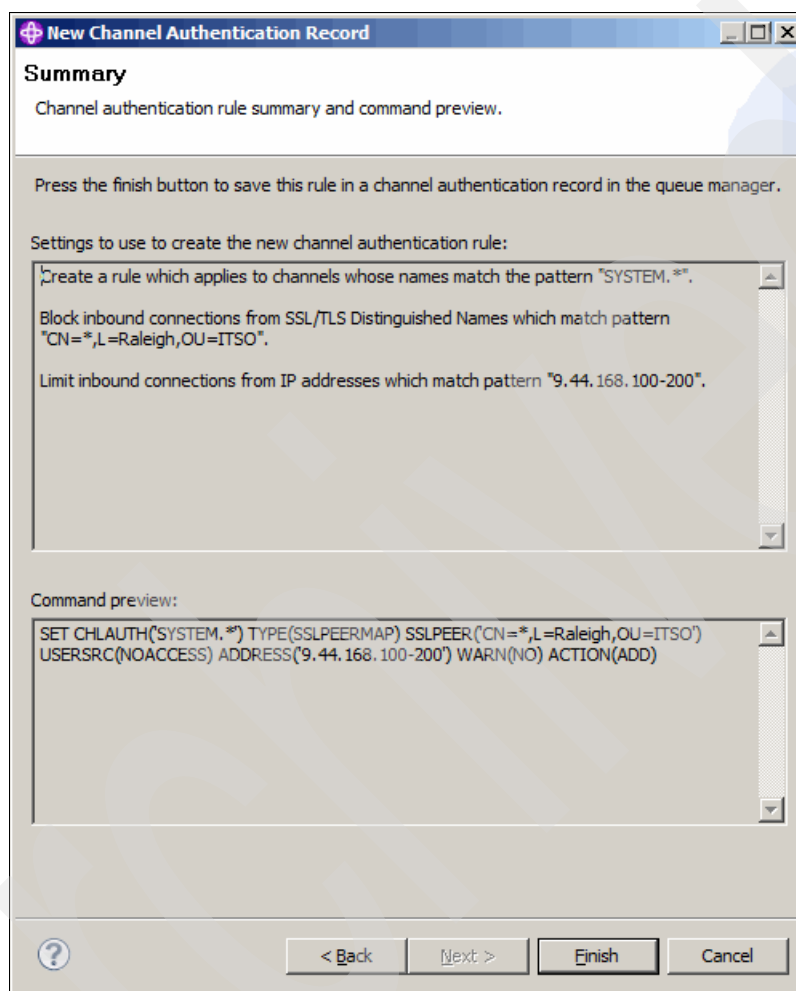 New Channel Authentication Record
Summary
Channel authentication rule summary and command preview.
Press the finish button to save this rule in a channel authentication record in the queue manager.
Settings to use to create the new channel authentication rule:
Create a rule which applies to channels whose names match the pattern "SYSTEM.*".
Block inbound connections from SSL/TLS Distinguished Names which match pattern
"CN=*,L=Raleigh,OU=ITSO".
Limit inbound connections from IP addresses which match pattern "9.44.168.100-200".
Command preview:
SET CHLAUTH('SYSTEM.*') TYPE(SSLPEERMAP) SSLPEER('CN=*,L=Raleigh,OU=ITSO')
USERSRC(NOACCESS) ADDRESS('9.44.168.100-200') WARN(NO) ACTION(ADD)
? < Back Next > Finish Cancel